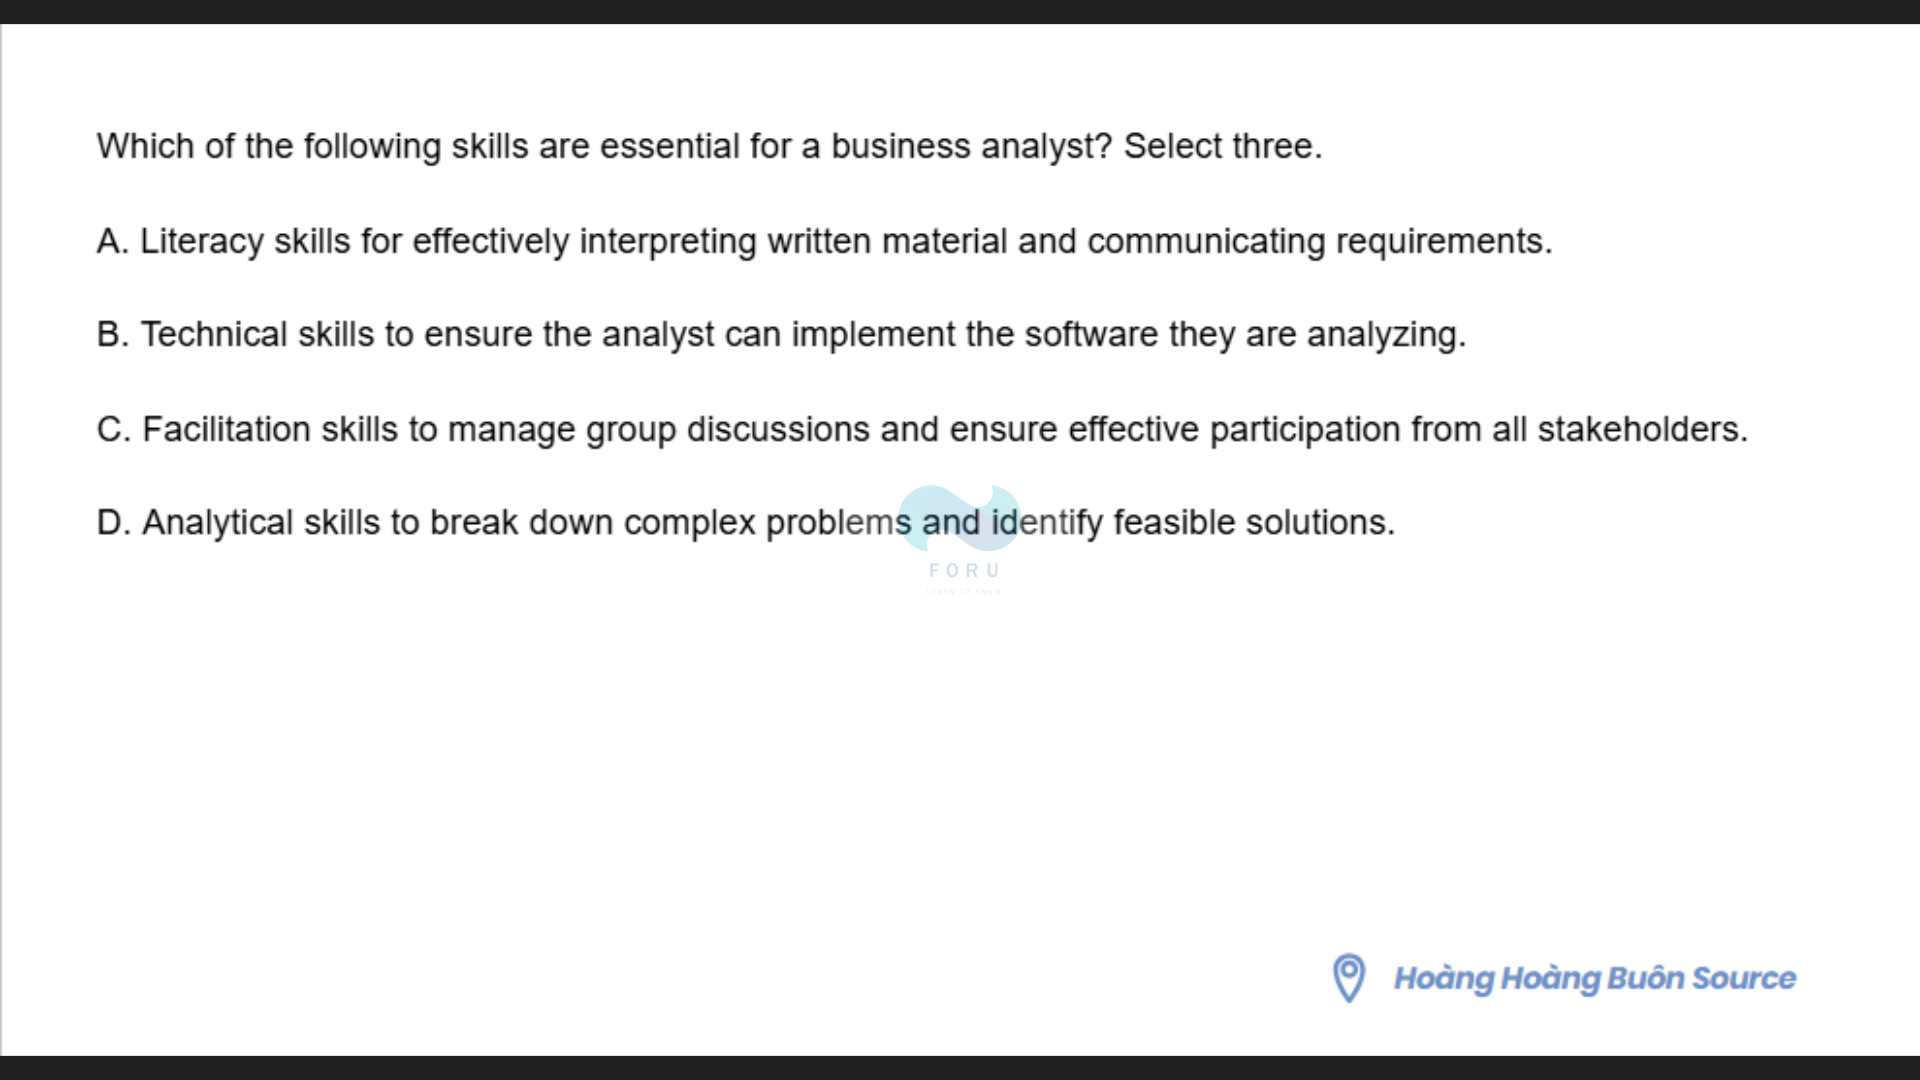 Which of the following skills are essential for a business analyst? Select three.
A. Literacy skills for effectively interpreting written material and communicating requirements.
B. Technical skills to ensure the analyst can implement the software they are analyzing.
C. Facilitation skills to manage group discussions and ensure effective participation from all stakeholders.
D. Analytical skills to break down complex problems and identify feasible solutions.
FORU
LEARN TO KNOW
Hoàng Hoàng Buôn Source